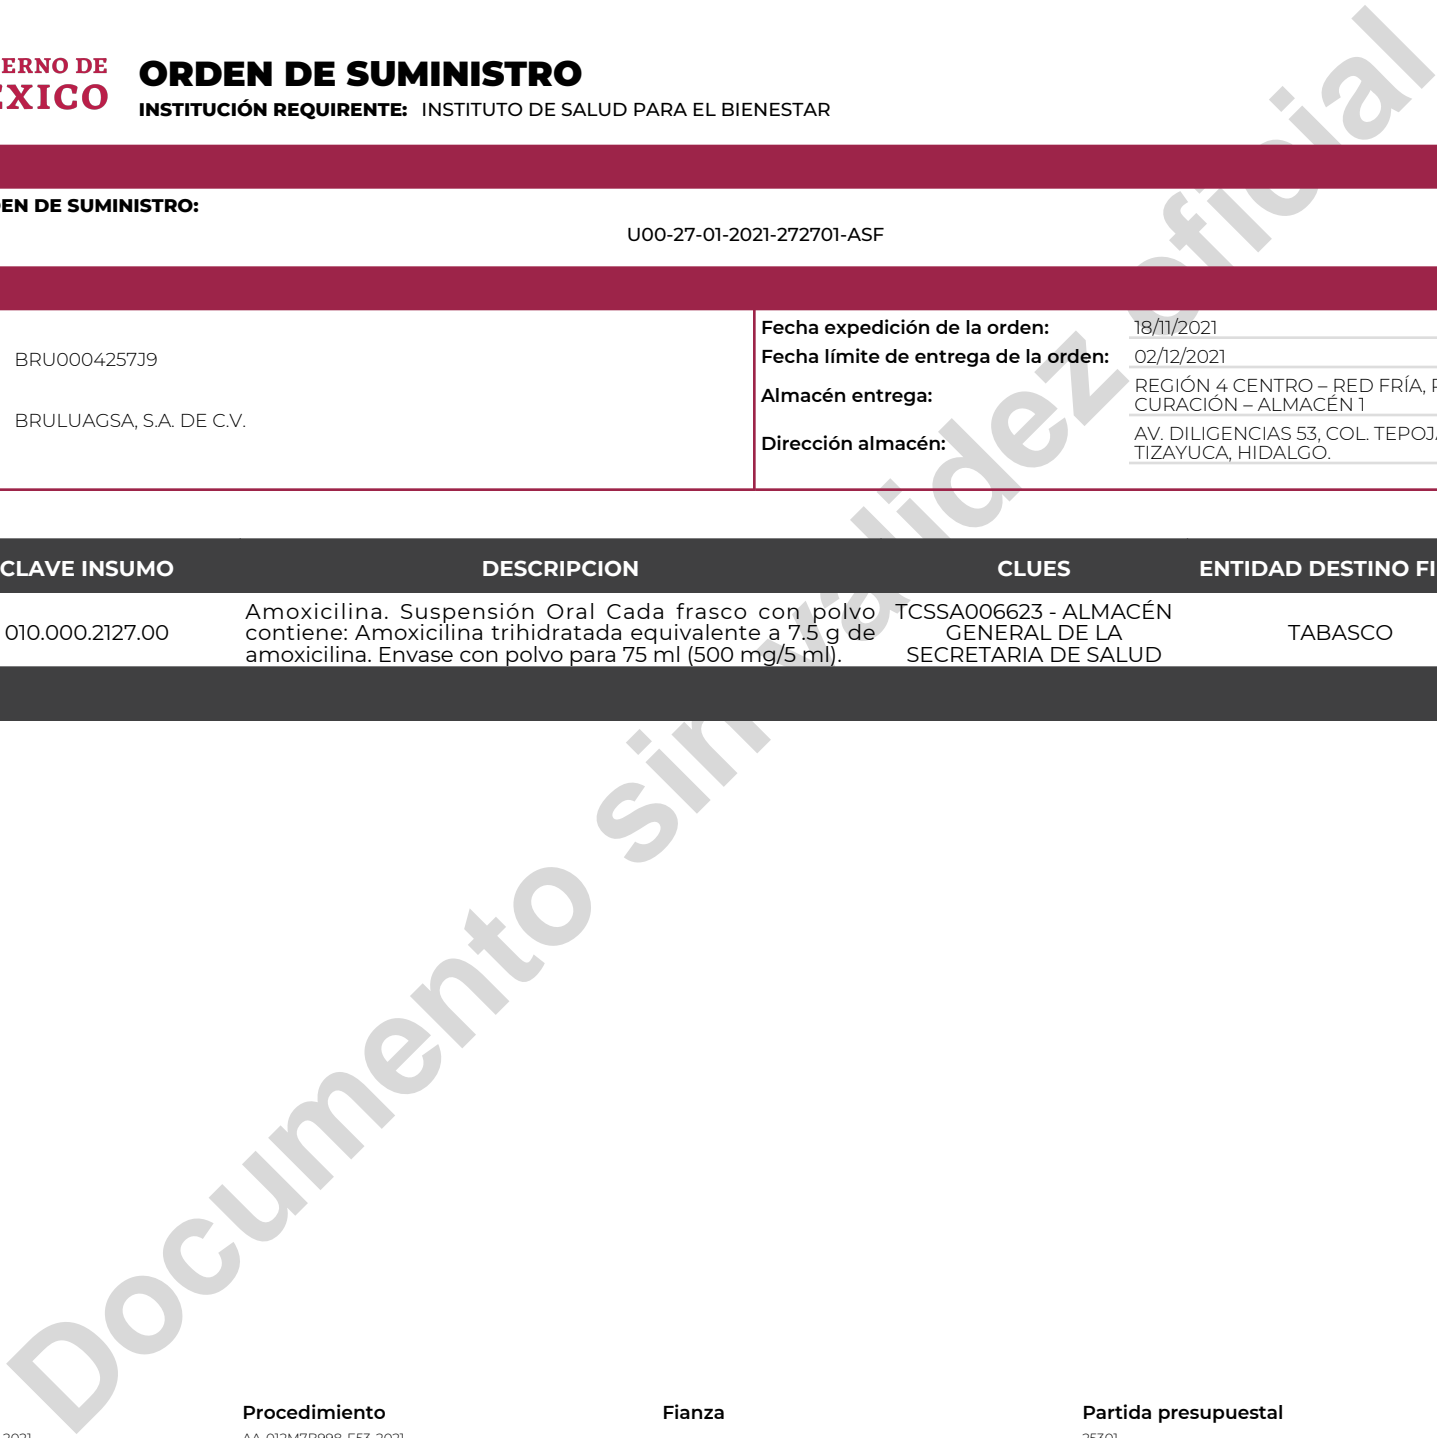 ERNO DE
ÉXICO
ORDEN DE SUMINISTRO
INSTITUCIÓN REQUIRENTE: INSTITUTO DE SALUD PARA EL BIENESTAR
EN DE SUMINISTRO:
U00-27-01-2021-272701-ASF
BRU0004257J9
BRULUAGSA, S.A. DE C.V.
Fecha expedición de la orden: 18/11/2021
Fecha límite de entrega de la orden: 02/12/2021
Almacén entrega: REGIÓN 4 CENTRO – RED FRÍA,
CURACIÓN – ALMACÉN 1
Dirección almacén: AV. DILIGENCIAS 53, COL.
TIZAYUCA, HIDALGO.
CLAVE INSUMO DESCRIPCION CLUES ENTIDAD DESTINO FI
010.000.2127.00
Amoxicilina. Suspensión Oral Cada frasco con polvo
contiene: Amoxicilina trihidratada equivalente a 7.5 g de
amoxicilina. Envase con polvo para 75 ml (500 mg/5 ml).
TCSSA006623 - ALMACÉN
GENERAL DE LA
SECRETARIA DE SALUD
TABASCO
Documento sin validez oficial
Procedimiento Fianza Partida presupuestal